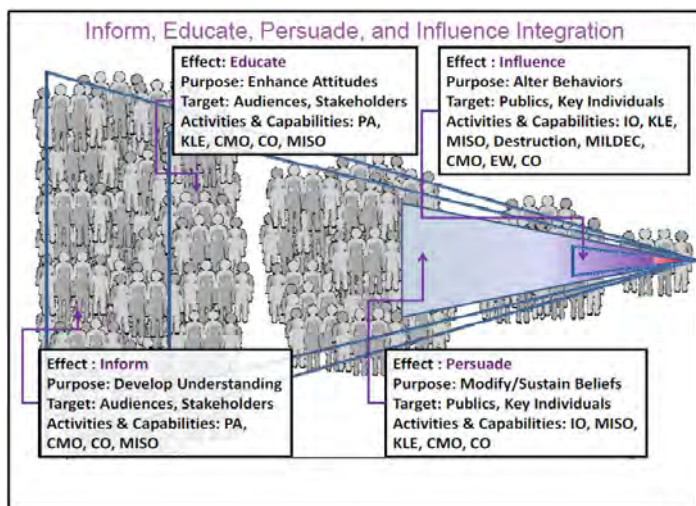 Inform, Educate, Persuade, and Influence Integration
Effect: Educate
Purpose: Enhance Attitudes
Target: Audiences, Stakeholders
Activities & Capabilities: PA,
KLE, CMO, CO, MISO
Effect : Influence
Purpose: Alter Behaviors
Target: Publics, Key Individuals
Activities & Capabilities: IO, KLE,
MISO, Destruction, MILDEC,
CMO, EW, CO
Effect : Inform
Purpose: Develop Understanding
Target: Audiences, Stakeholders
Activities & Capabilities: PA,
CMO, CO, MISO
Effect : Persuade
Purpose: Modify/Sustain Beliefs
Target: Publics, Key Individuals
Activities & Capabilities: IO, MISO,
KLE, CMO, CO